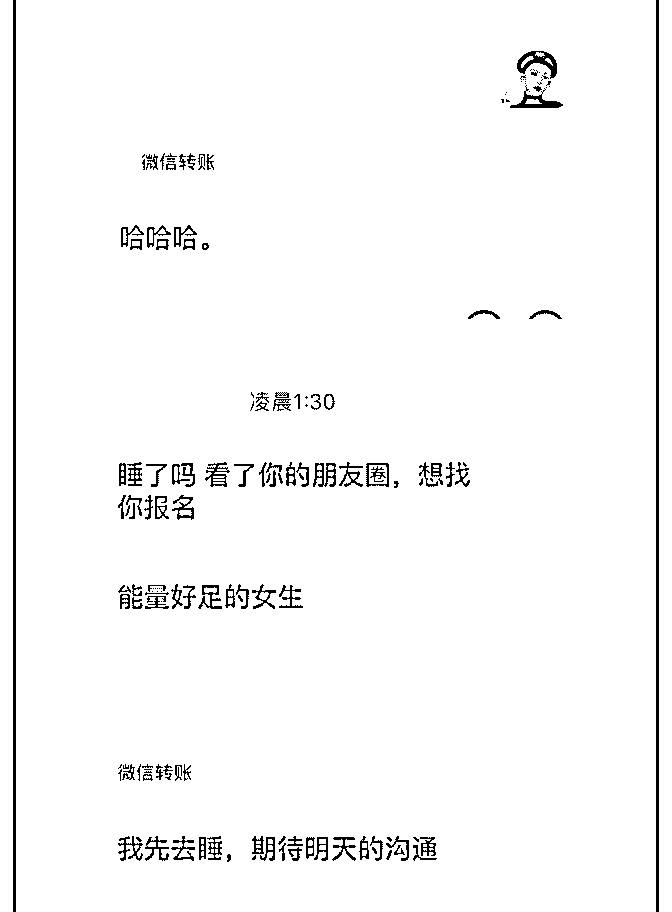 微信转账
哈哈哈。
凌晨1:30
睡了吗 看了你的朋友圈，想找
你报名
能量好足的女生
微信转账
我先去睡，期待明天的沟通